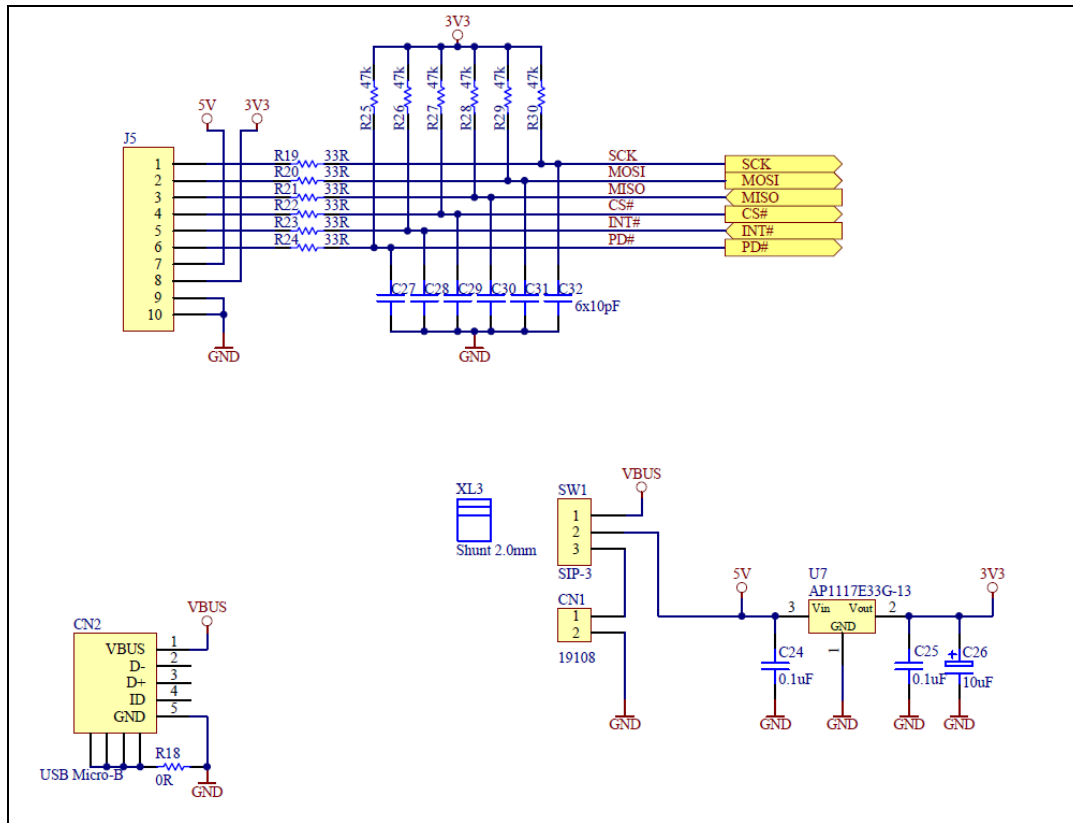 3V3
R25 47k
R26 47k
R27 47k
R28 47k
R29 47k
R30 47k
5V 3V3
J5
1 R19 33R SCK SCK
2 R20 33R MOSI MOSI
3 R21 33R MISO MISO
4 R22 33R CS# CS#
5 R23 33R INT# INT#
6 R24 33R PD# PD#
7
8
9
10
C27 C28 C29 C30 C31 C32
6x10pF
GND GND
XL3
Shunt 2.0mm
VBUS
SW1
1
2
3
SIP-3
CN1
1
2
19108
GND
5V
U7
AP1117E33G-13
3 Vin Vout 2
GND
1
3V3
C24
0.1uF
C25
0.1uF
+ C26
10uF
GND GND GND GND
VBUS
CN2
VBUS 1
D- 2
D+ 3
ID 4
GND 5
R18
0R
USB Micro-B
GND